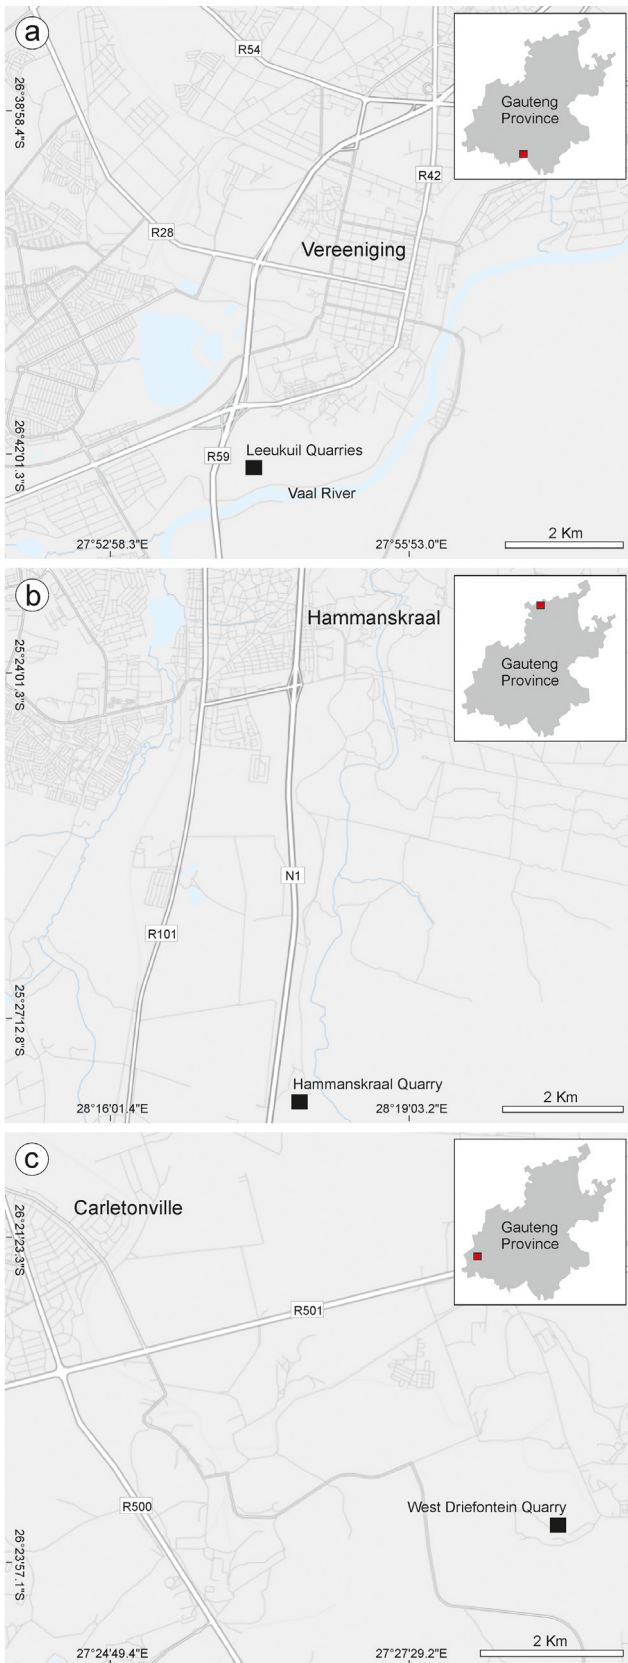 a
R54
Gauteng
Province
26°38'58.4"S
R42
R28
Vereeniging
26°42'01.3"S
Leeukuil Quarries
R59
Vaal River
2 Km
27°52'58.3"E
27°55'53.0"E
b
Hammanskraal
Gauteng
Province
25°24'01.3"S
N1
R101
25°27'12.8"S
Hammanskraal Quarry
2 Km
28°16'01.4"E
28°19'03.2"E
c
Carletonville
Gauteng
Province
26°21'23.3"S
R501
R500
West Driefontein Quarry
26°23'57.1"S
27°24'49.4"E
27°27'29.2"E
2 Km